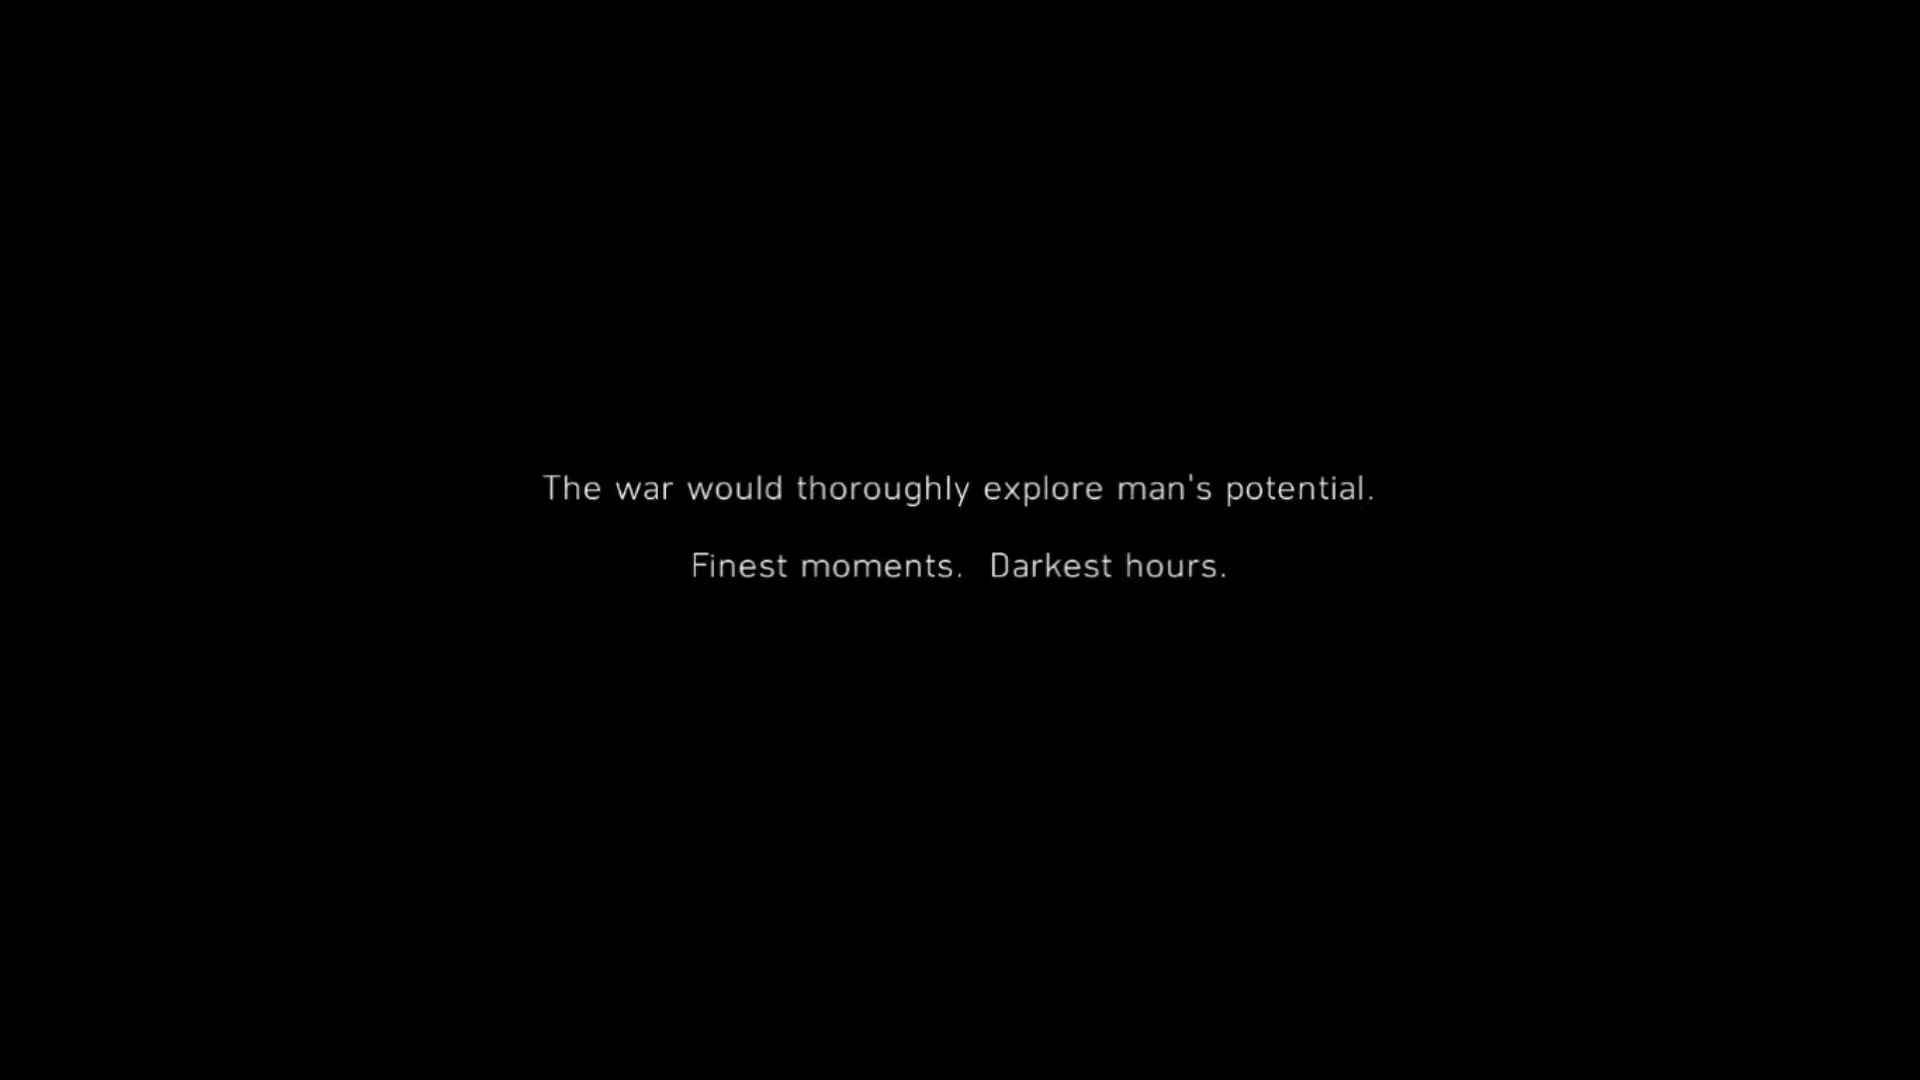 The war would thoroughly explore man's potential.
Finest moments.  Darkest hours.